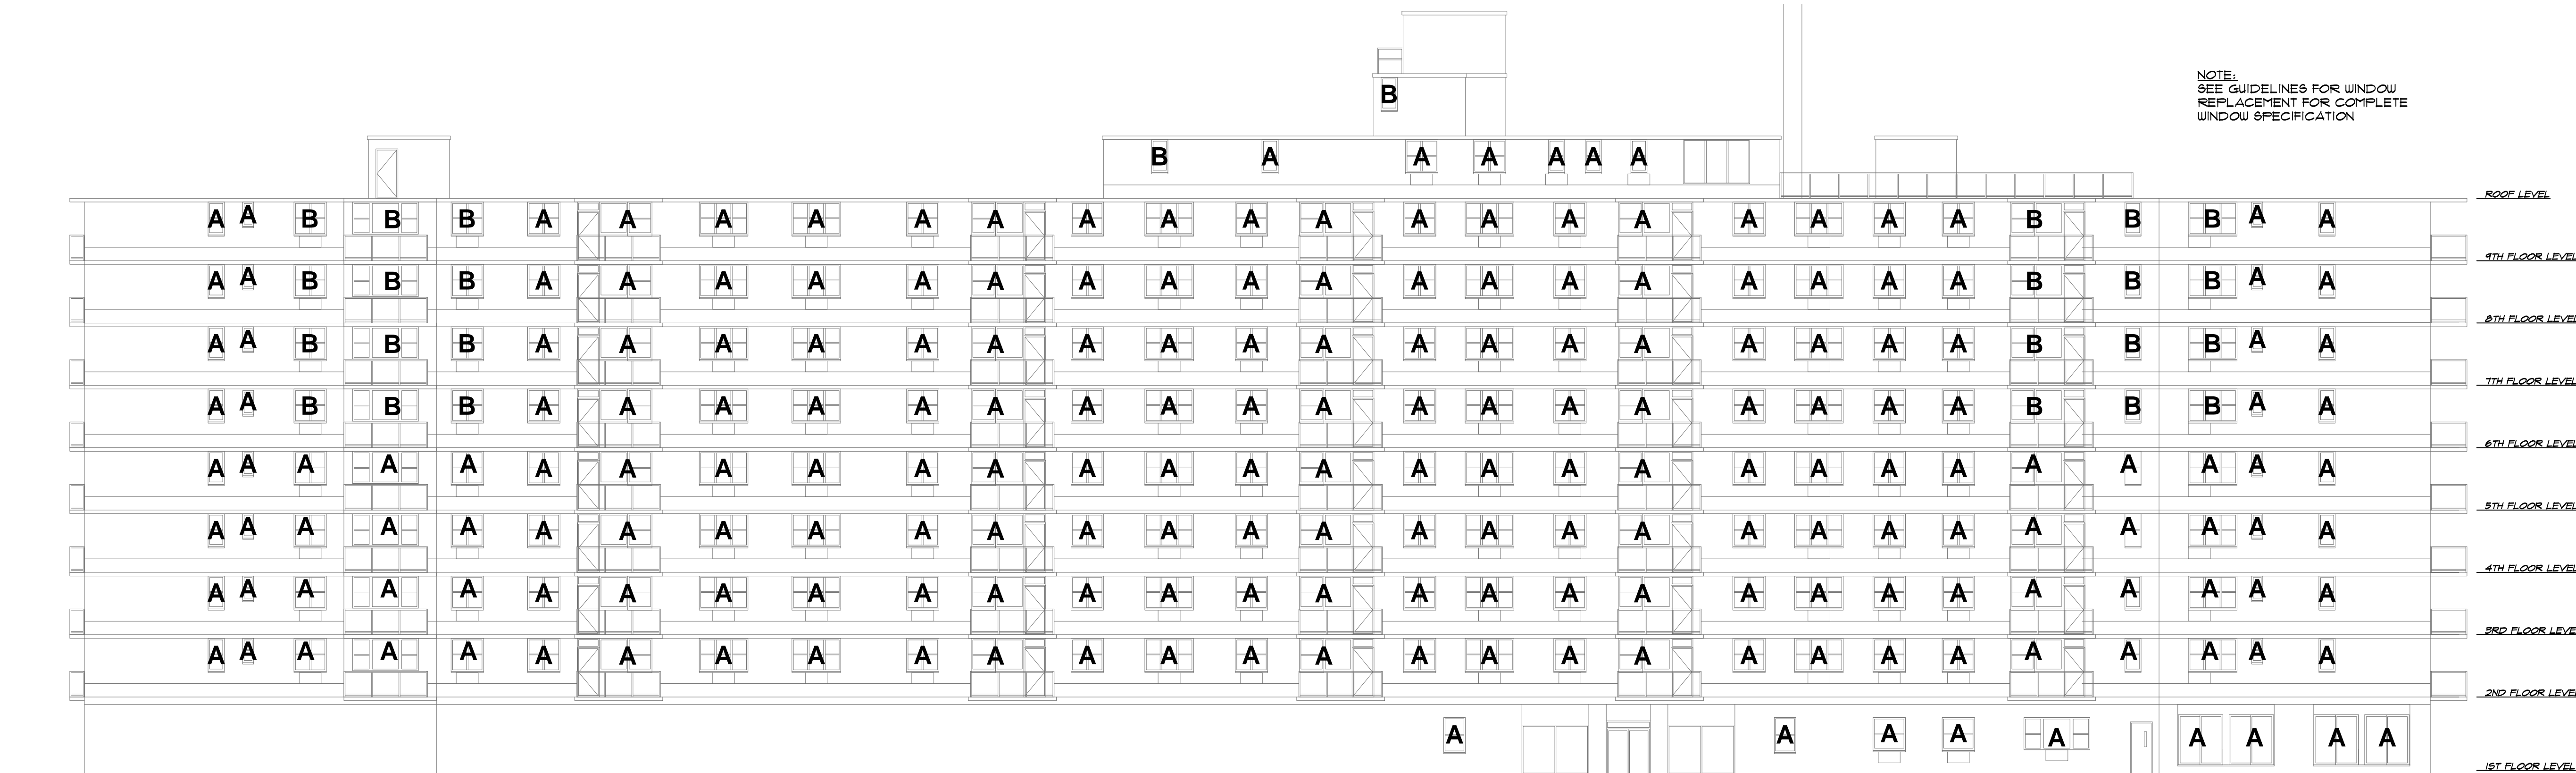 B
NOTE:
SEE GUIDELINES FOR WINDOW
REPLACEMENT FOR COMPLETE
WINDOW SPECIFICATION
B A A A A A A
ROOF LEVEL
A A B B B A A A A A A A A A A A A A A A A A A B B B A A
9TH FLOOR LEVEL
A A B B B A A A A A A A A A A A A A A A A A A B B B A A
8TH FLOOR LEVEL
A A B B B A A A A A A A A A A A A A A A A A A B B B A A
7TH FLOOR LEVEL
A A B B B A A A A A A A A A A A A A A A A A A B B B A A
6TH FLOOR LEVEL
A A A A A A A A A A A A A A A A A A A A A A A A A A A A
5TH FLOOR LEVEL
A A A A A A A A A A A A A A A A A A A A A A A A A A A A
4TH FLOOR LEVEL
A A A A A A A A A A A A A A A A A A A A A A A A A A A A
3RD FLOOR LEVEL
A A A A A A A A A A A A A A A A A A A A A A A A A A A A
2ND FLOOR LEVEL
A A A A A A A A A
1ST FLOOR LEVEL